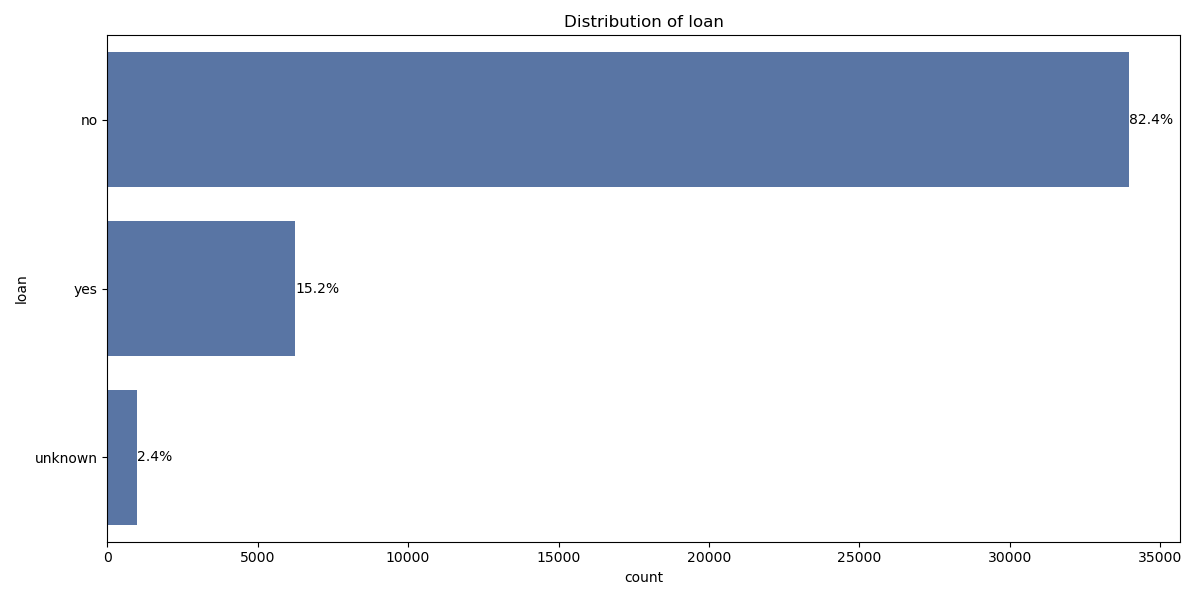 Distribution of loan
no
82.4%
loan
yes
15.2%
unknown
2.4%
0 5000 10000 15000 20000 25000 30000 35000
count